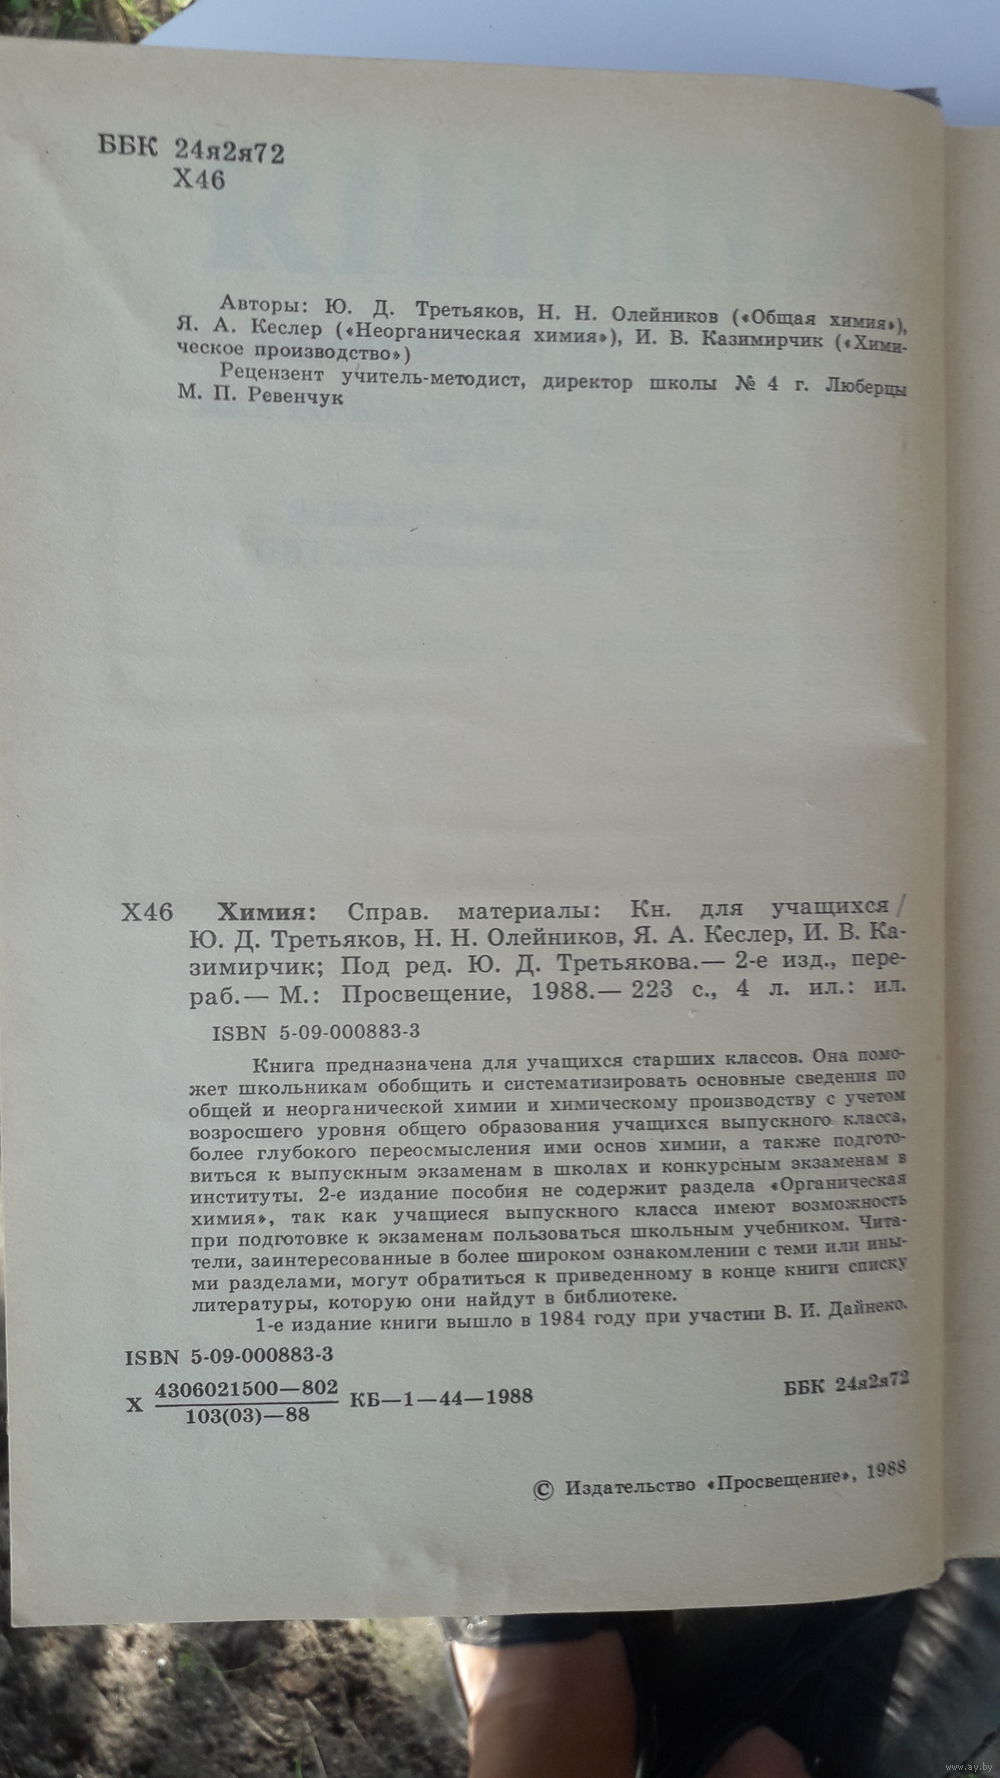 ББК 24я2я72
Х46
Авторы: Ю. Д. Третьяков, Н. Н. Олейников («Общая химия»),
Я. А. Кеслер («Неорганическая химия»), И. В. Казимирчик («Хими-
ческое производство»)
Рецензент учитель-методист, директор школы № 4 г. Люберцы
М. П. Ревенчук
Х46 Химия: Справ. материалы: Кн. для учащихся/
Ю. Д. Третьяков, Н. Н. Олейников, Я. А. Кеслер, И. В. Ка-
зимирчик; Под ред. Ю. Д. Третьякова.— 2-е изд., пере-
раб.— М.: Просвещение, 1988.— 223 с., 4 л. ил.: ил.
ISBN 5-09-000883-3
Книга предназначена для учащихся старших классов. Она помо-
жет школьникам обобщить и систематизировать основные сведения по
общей и неорганической химии и химическому производству с учетом
возросшего уровня общего образования учащихся выпускного класса,
более глубокого переосмысления ими основ химии, а также подгото-
виться к выпускным экзаменам в школах и конкурсным экзаменам в
институты. 2-е издание пособия не содержит раздела «Органическая
химия», так как учащиеся выпускного класса имеют возможность
при подготовке к экзаменам пользоваться школьным учебником. Чита-
тели, заинтересованные в более широком ознакомлении с теми или ины-
ми разделами, могут обратиться к приведенному в конце книги списку
литературы, которую они найдут в библиотеке.
1-е издание книги вышло в 1984 году при участии В. И. Дайнеко.
ISBN 5-09-000883-3
Х 4306021500—802 КБ—1—44—1988
103(03)—88
ББК 24я2я72
© Издательство «Просвещение», 1988
www.ay.by